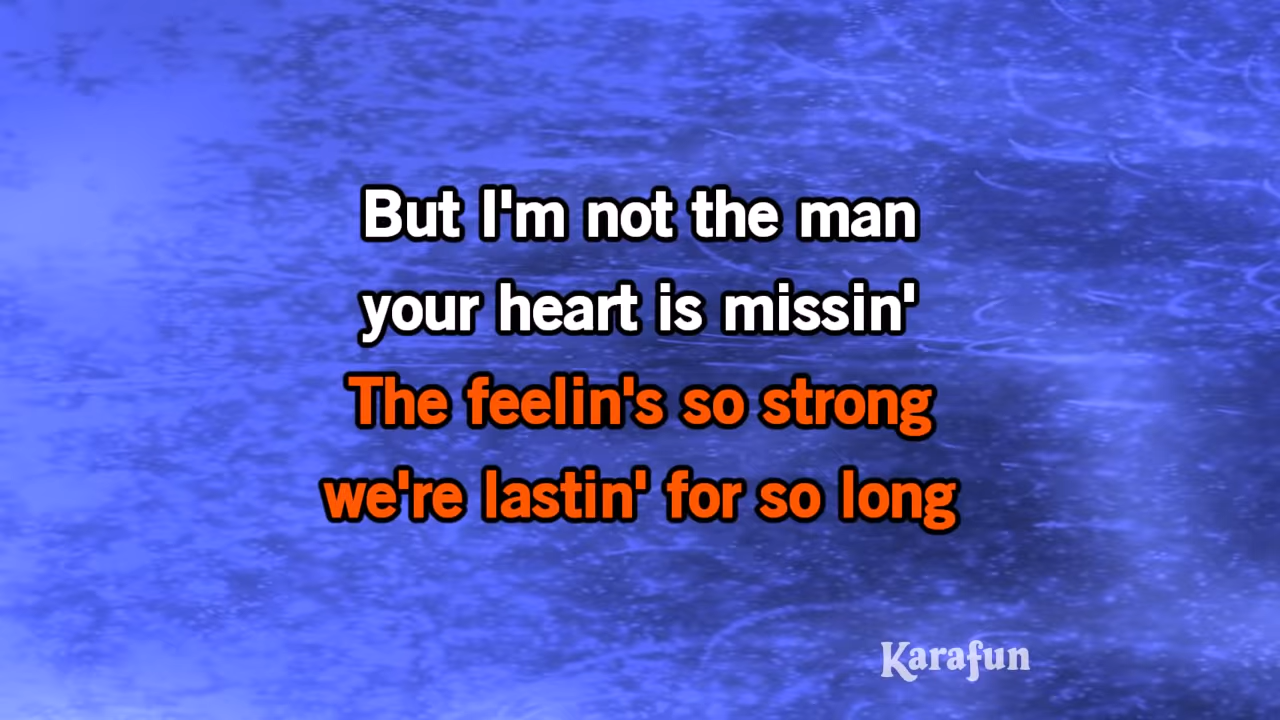 But I'm not the man
your heart is missin'
The feelin's so strong
we're lastin' for so long
Karafun